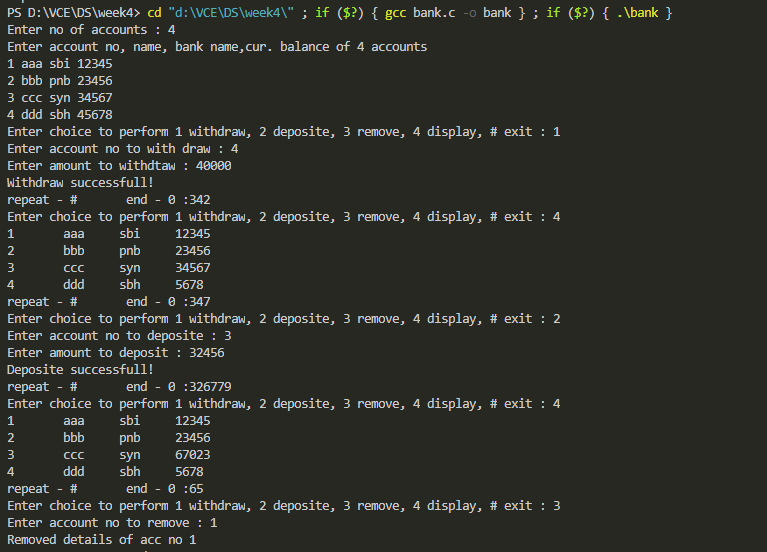 PS D:\VCE\DS\week4> cd "d:\VCE\DS\week4\" ; if ($?) { gcc bank.c -o bank } ; if ($?) { .\bank }
Enter no of accounts : 4
Enter account no, name, bank name,cur. balance of 4 accounts
1 aaa sbi 12345
2 bbb pnb 23456
3 ccc syn 34567
4 ddd sbh 45678
Enter choice to perform 1 withdraw, 2 deposite, 3 remove, 4 display, # exit : 1
Enter account no to with draw : 4
Enter amount to withdtaw : 40000
Withdraw successfull!
repeat - # end - 0 :342
Enter choice to perform 1 withdraw, 2 deposite, 3 remove, 4 display, # exit : 4
1 aaa sbi 12345
2 bbb pnb 23456
3 ccc syn 34567
4 ddd sbh 5678
repeat - # end - 0 :347
Enter choice to perform 1 withdraw, 2 deposite, 3 remove, 4 display, # exit : 2
Enter account no to deposite : 3
Enter amount to deposit : 32456
Deposite successfull!
repeat - # end - 0 :326779
Enter choice to perform 1 withdraw, 2 deposite, 3 remove, 4 display, # exit : 4
1 aaa sbi 12345
2 bbb pnb 23456
3 ccc syn 67023
4 ddd sbh 5678
repeat - # end - 0 :65
Enter choice to perform 1 withdraw, 2 deposite, 3 remove, 4 display, # exit : 3
Enter account no to remove : 1
Removed details of acc no 1